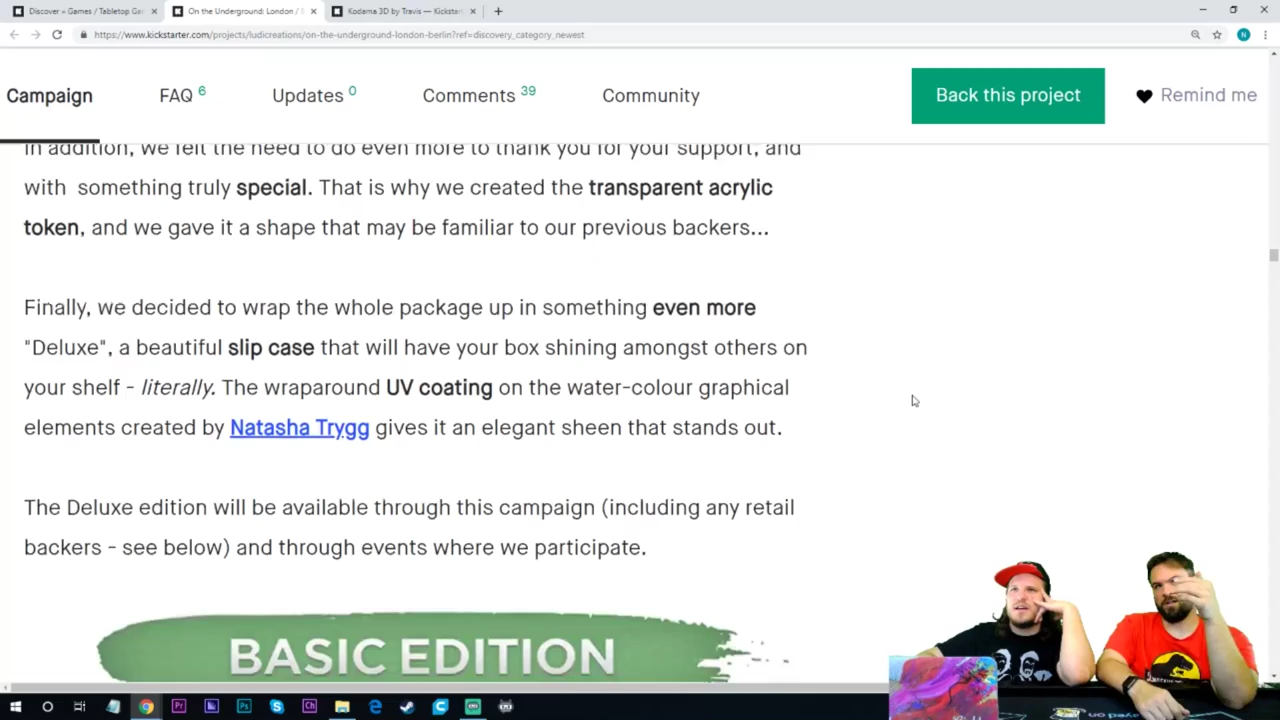 Discover » Games / Tabletop Ga
On the Underground: London / B
Kodama 3D by Travis — Kickstart
https://www.kickstarter.com/projects/ludicreations/on-the-underground-london-berlin?ref=discovery_category_newest
N
Campaign FAQ 6 Updates 0 Comments 39 Community Back this project Remind me
In addition, we felt the need to do even more to thank you for your support, and
with something truly special. That is why we created the transparent acrylic
token, and we gave it a shape that may be familiar to our previous backers...
Finally, we decided to wrap the whole package up in something even more
"Deluxe", a beautiful slip case that will have your box shining amongst others on
your shelf - literally. The wraparound UV coating on the water-colour graphical
elements created by Natasha Trygg gives it an elegant sheen that stands out.
The Deluxe edition will be available through this campaign (including any retail
backers - see below) and through events where we participate.
BASIC EDITION
Pr Ps Ch